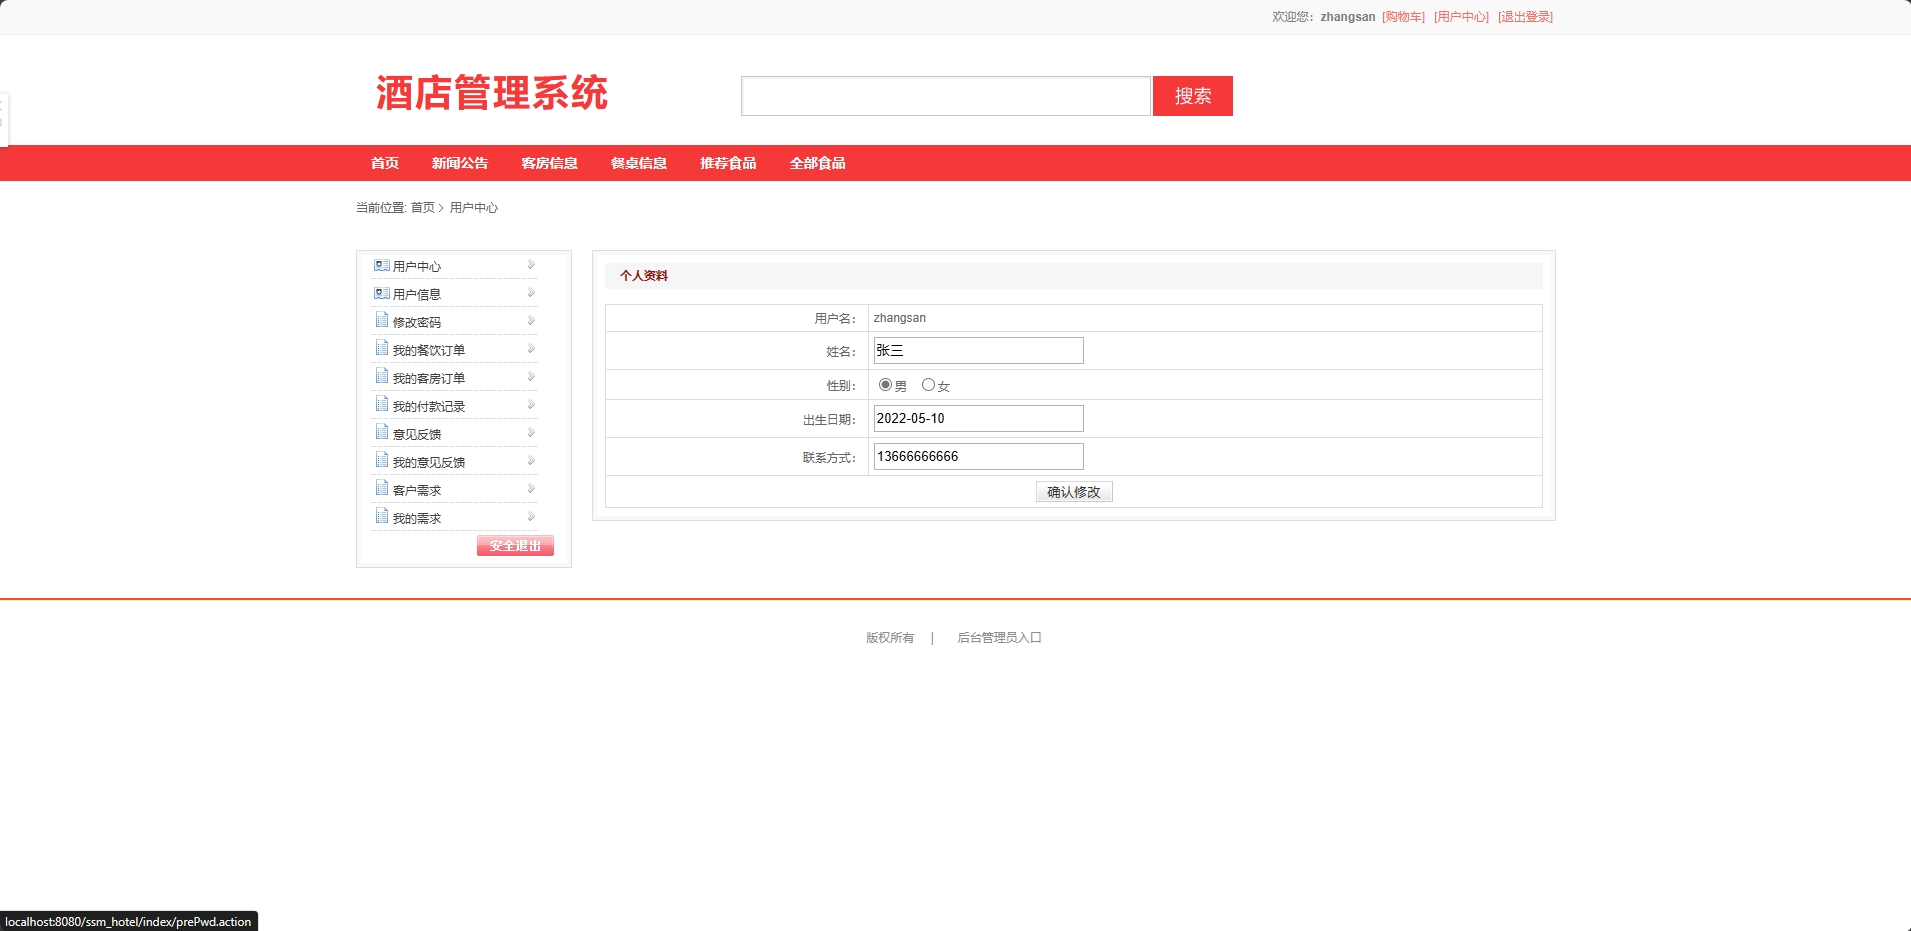 欢迎您：zhangsan [购物车] [用户中心] [退出登录]
酒店管理系统
搜索
首页 新闻公告 客房信息 餐桌信息 推荐食品 全部食品
当前位置: 首页 > 用户中心
用户中心
用户信息
修改密码
我的餐饮订单
我的客房订单
我的付款记录
意见反馈
我的意见反馈
客户需求
我的需求
安全退出
个人资料
用户名： zhangsan
姓名： 张三
性别： 男 女
出生日期： 2022-05-10
联系方式： 13666666666
确认修改
版权所有 | 后台管理员入口
localhost:8080/ssm_hotel/index/prePwd.action